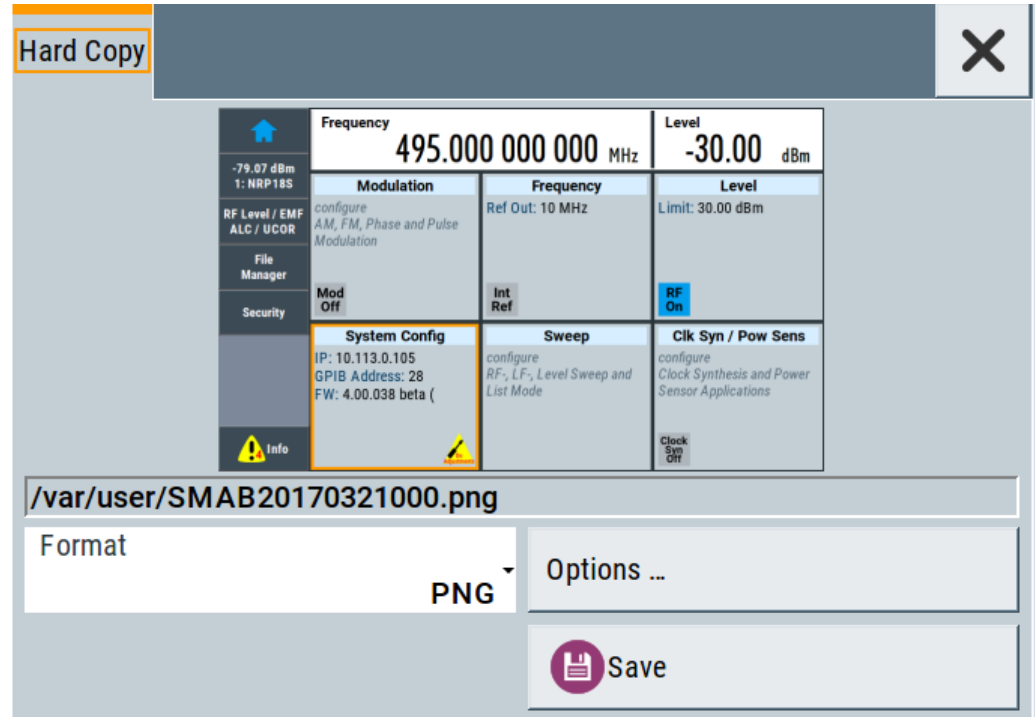 Hard Copy
Frequency
495.000 000 000 MHz
Level
-30.00 dBm
-79.07 dBm
1: NRP18S
RF Level / EMF
ALC / UCOR
File
Manager
Security
4 Info
Modulation
configure
AM, FM, Phase and Pulse
Modulation
Mod
Off
Frequency
Ref Out: 10 MHz
Int
Ref
Level
Limit: 30.00 dBm
RF
On
System Config
IP: 10.113.0.105
GPIB Address: 28
FW: 4.00.038 beta (
Adjustments
Sweep
configure
RF-, LF-, Level Sweep and
List Mode
Clk Syn / Pow Sens
configure
Clock Synthesis and Power
Sensor Applications
Clock
Syn
Off
/var/user/SMAB20170321000.png
Format
PNG
Options ...
Save